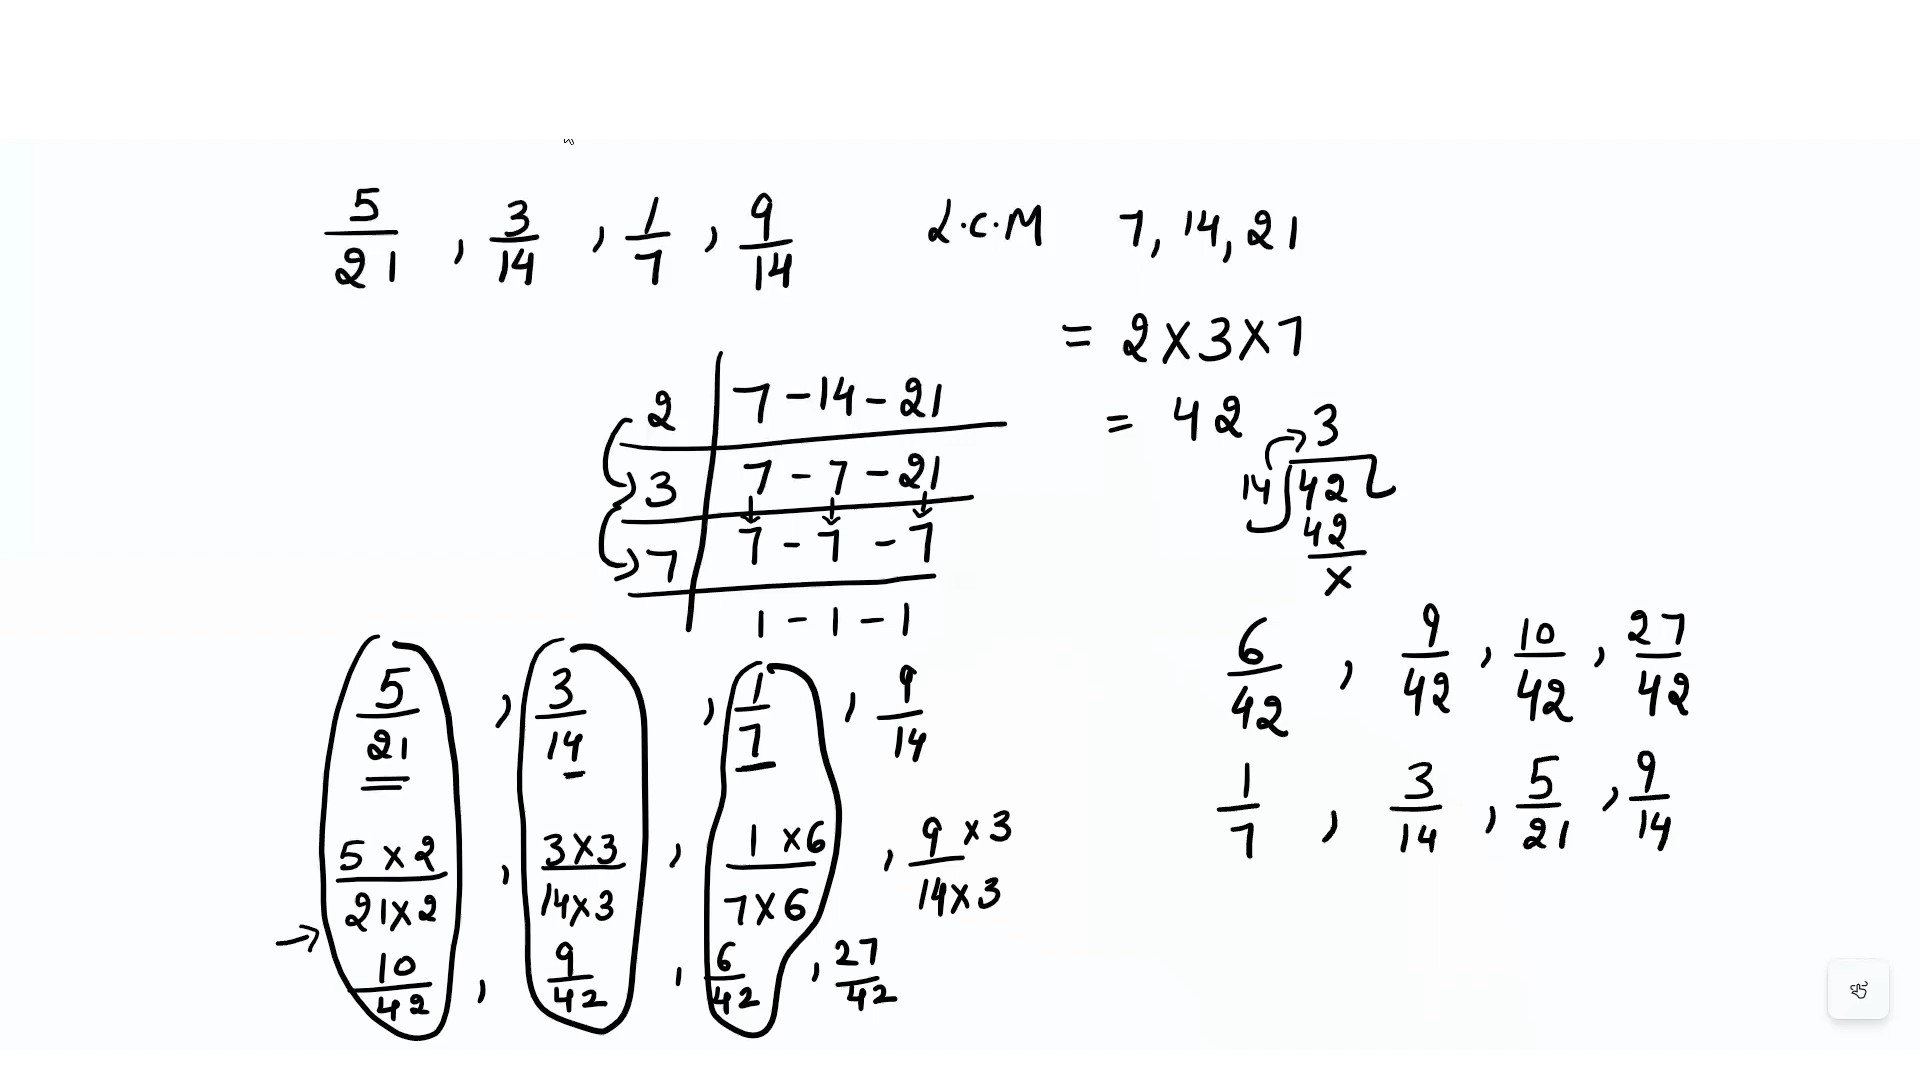 5/21 , 3/14 , 1/7 , 9/14    L.C.M    7, 14, 21
= 2 x 3 x 7
2 | 7 - 14 - 21
= 42
3 | 7 - 7 - 21
7 | 7 - 7 - 7
1 - 1 - 1
3
14 ) 42 (
42
x
5/21 , 3/14 , 1/7 , 9/14
5 x 2/21 x 2 , 3 x 3/14 x 3 , 1 x 6/7 x 6 , 9 x 3/14 x 3
→ 10/42 , 9/42 , 6/42 , 27/42
6/42 , 9/42 , 10/42 , 27/42
1/7 , 3/14 , 5/21 , 9/14